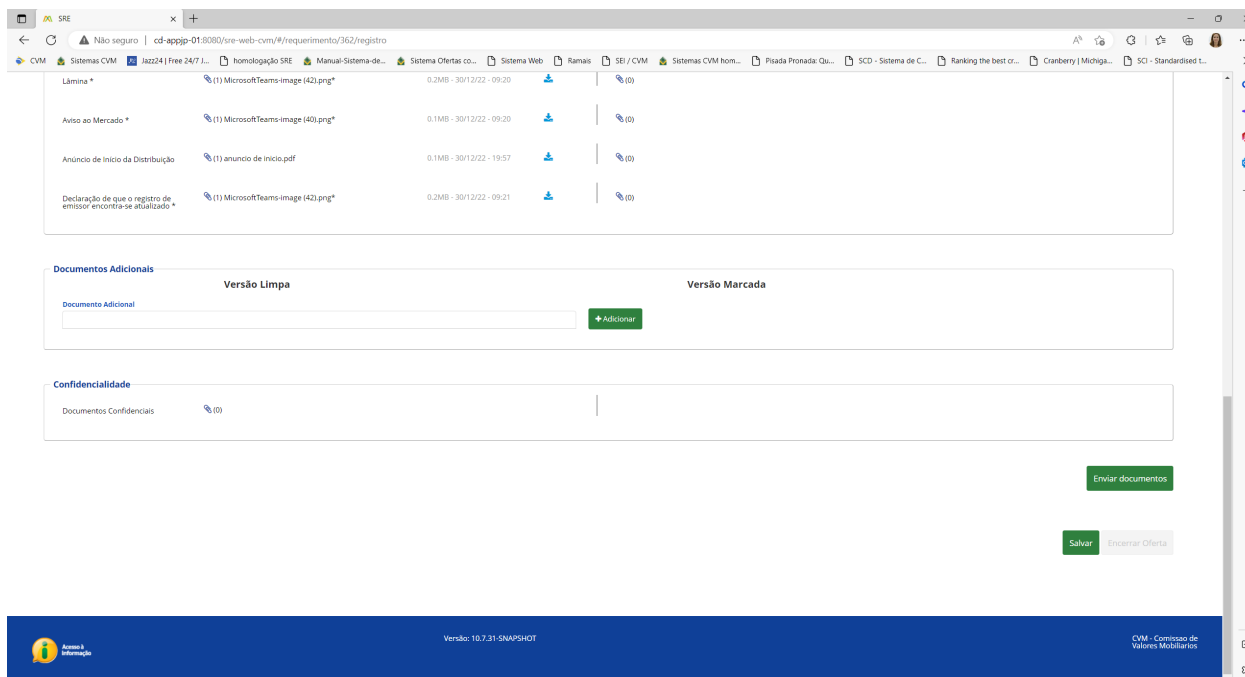 SRE
Não seguro | cd-appjp-01:8080/sre-web-cvm/#/requerimento/362/registro
CVM Sistemas CVM Jazz24 | Free 24/7 J... homologação SRE Manual-Sistema-de... Sistema Ofertas co... Sistema Web Ramais SEI / CVM Sistemas CVM hom... Pisada Pronada: Qu... SCD - Sistema de C... Ranking the best cr... Cranberry | Michiga... SCI - Standardised t...
Lâmina * (1) MicrosoftTeams-image (42).png* 0.2MB - 30/12/22 - 09:20 (0)
Aviso ao Mercado * (1) MicrosoftTeams-image (40).png* 0.1MB - 30/12/22 - 09:20 (0)
Anúncio de Início da Distribuição (1) anuncio de inicio.pdf 0.1MB - 30/12/22 - 19:57 (0)
Declaração de que o registro de (1) MicrosoftTeams-image (42).png* 0.2MB - 30/12/22 - 09:21 (0)
emissor encontra-se atualizado *
Documentos Adicionais
Versão Limpa Versão Marcada
Documento Adicional
+ Adicionar
Confidencialidade
Documentos Confidenciais (0)
Enviar documentos
Salvar Encerrar Oferta
Acesso à
Informação
Versão: 10.7.31-SNAPSHOT
CVM - Comissao de
Valores Mobiliarios